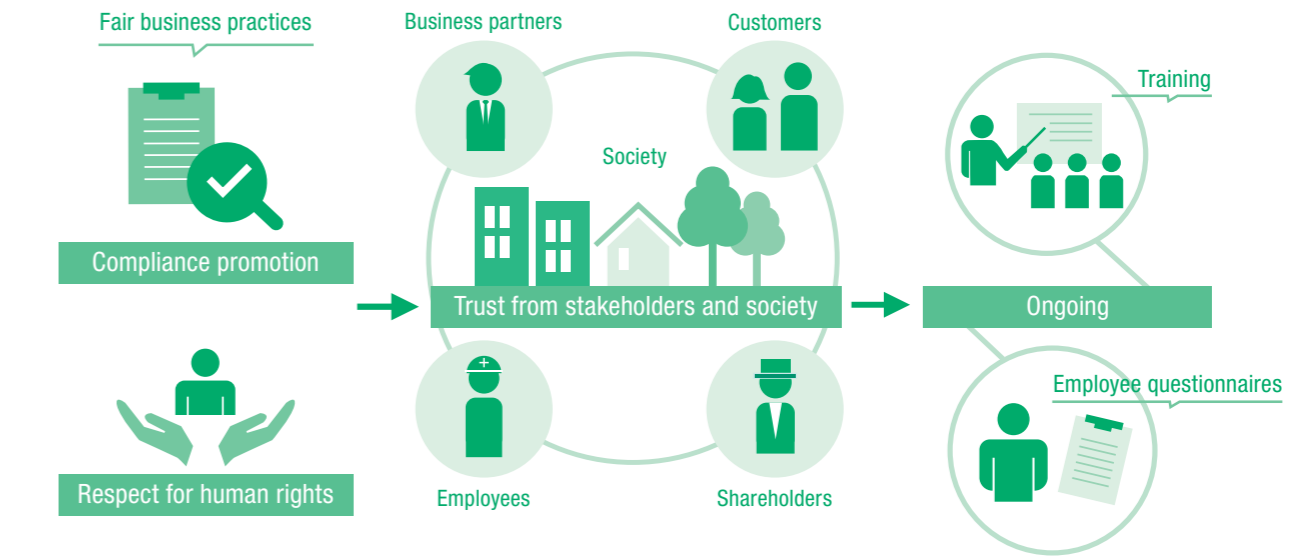 Fair business practices
Compliance promotion
Respect for human rights
Business partners
Customers
Society
Trust from stakeholders and society
Employees
Shareholders
Training
Ongoing
Employee questionnaires